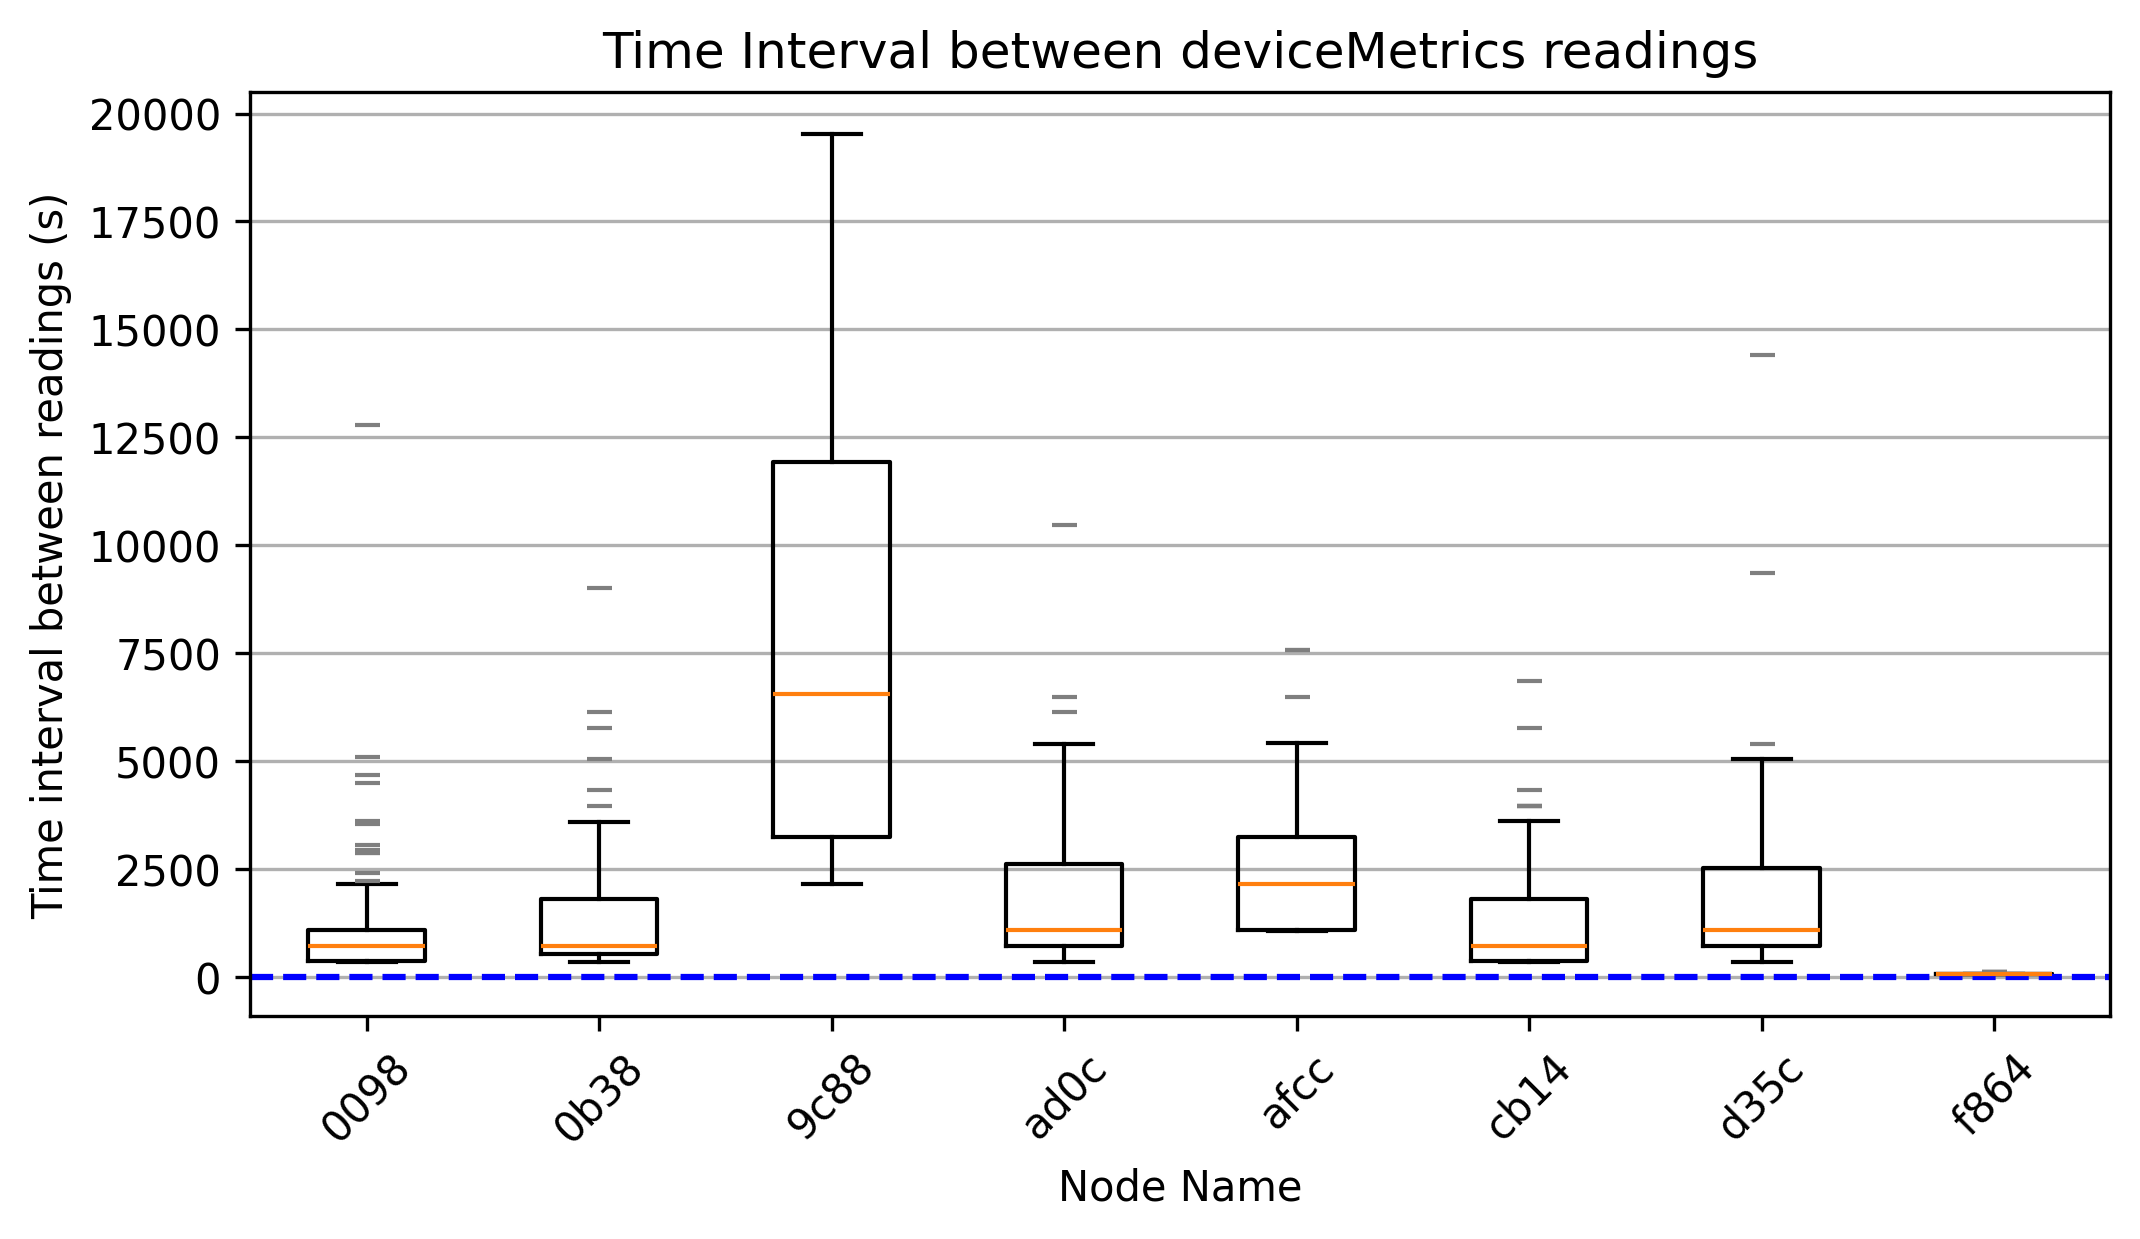 Time Interval between deviceMetrics readings
Time interval between readings (s)
20000
17500
15000
12500
10000
7500
5000
2500
0
0098
0b38
9c88
ad0c
afcc
cb14
d35c
f864
Node Name